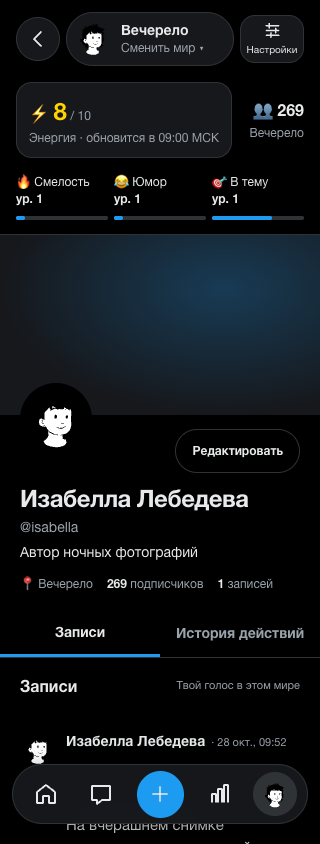 Вечерело
Сменить мир ▾
Настройки
⚡ 8 / 10
Энергия · обновится в 09:00 МСК
👥 269
Вечерело
🔥 Смелость
ур. 1
😂 Юмор
ур. 1
🎯 В тему
ур. 1
Редактировать
Изабелла Лебедева
@isabella
Автор ночных фотографий
📍 Вечерело 269 подписчиков 1 записей
Записи
История действий
Записи
Твой голос в этом мире
Изабелла Лебедева · 28 окт., 09:52
На вчерашнем снимке